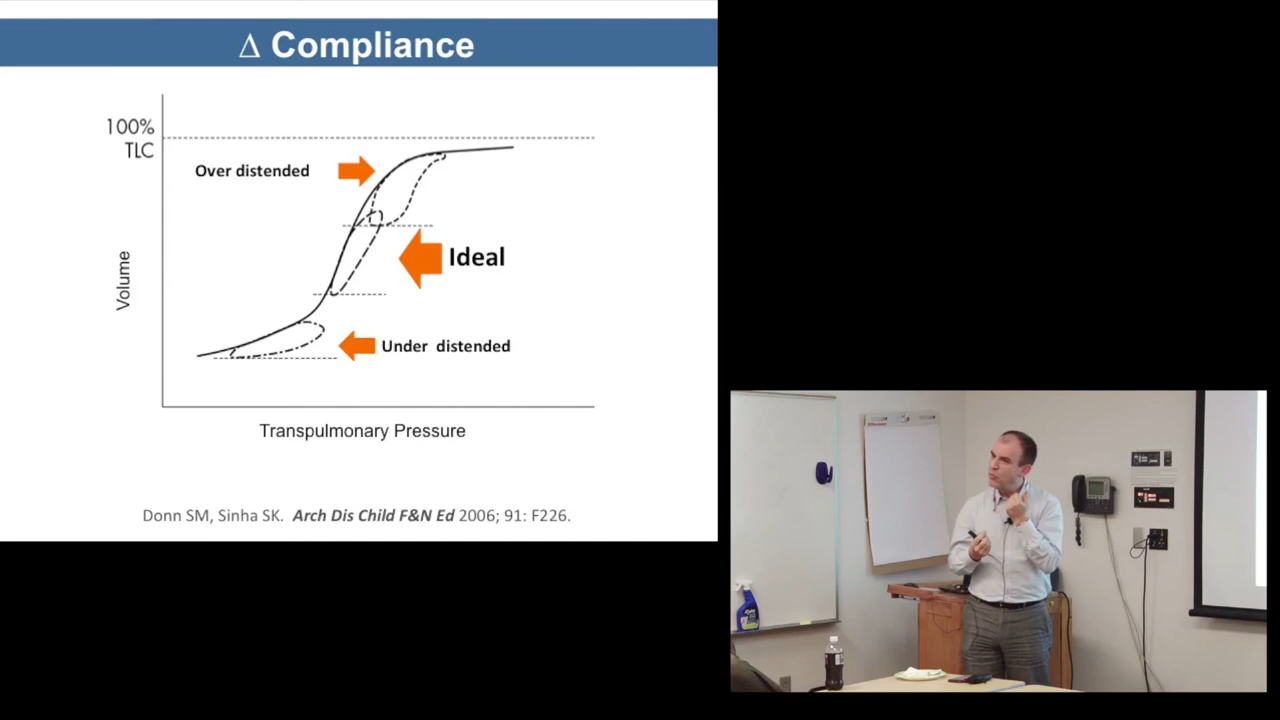 Δ Compliance
100%
TLC
Over distended
Ideal
Volume
Under distended
Transpulmonary Pressure
Donn SM, Sinha SK. Arch Dis Child F&N Ed 2006; 91: F226.